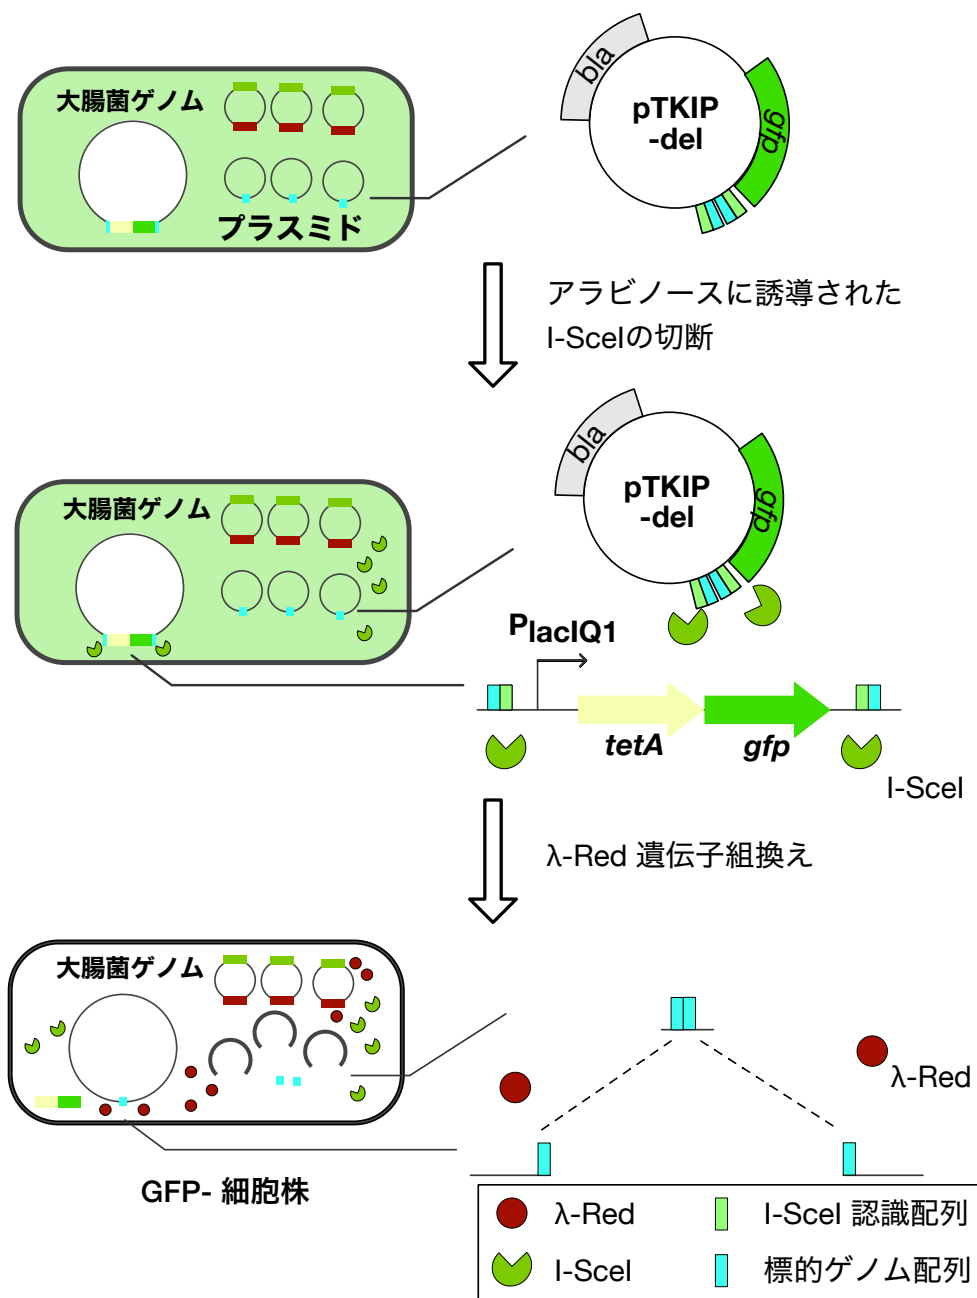 大腸菌ゲノム
プラスミド
bla
pTKIP
-del
gfp
アラビノースに誘導された
I-SceIの切断
大腸菌ゲノム
bla
pTKIP
-del
gfp
PlacIQ1
tetA
gfp
I-SceI
λ-Red 遺伝子組換え
大腸菌ゲノム
λ-Red
GFP- 細胞株
λ-Red
I-SceI 認識配列
I-SceI
標的ゲノム配列